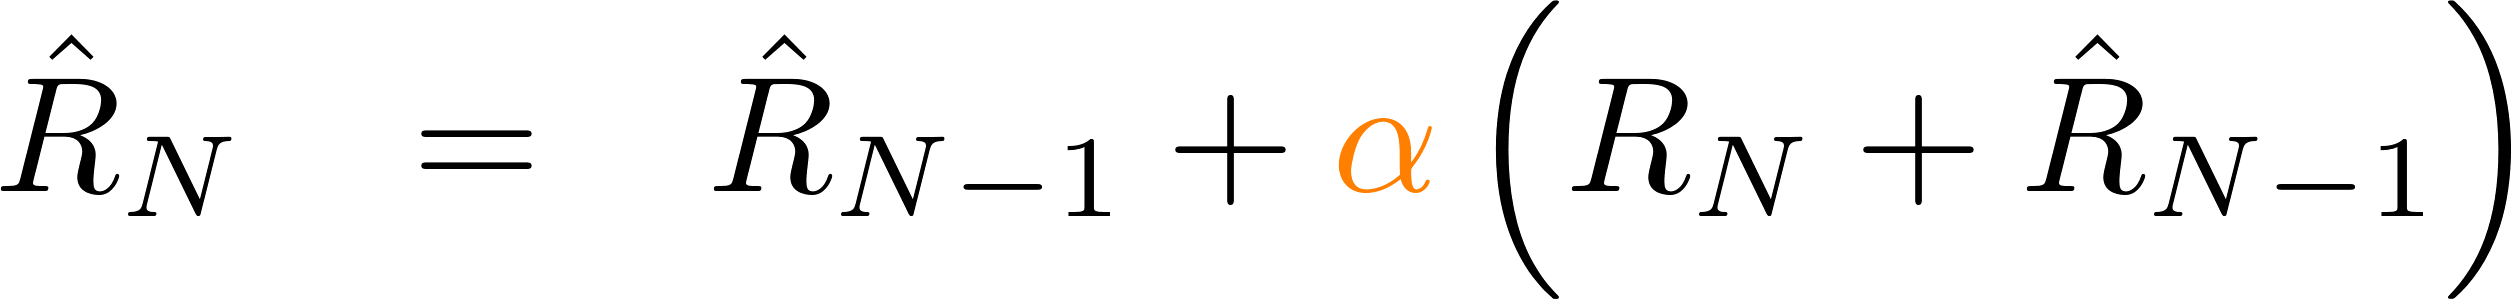 R̂_N = R̂_{N−1} + α (R_N + R̂_{N−1})